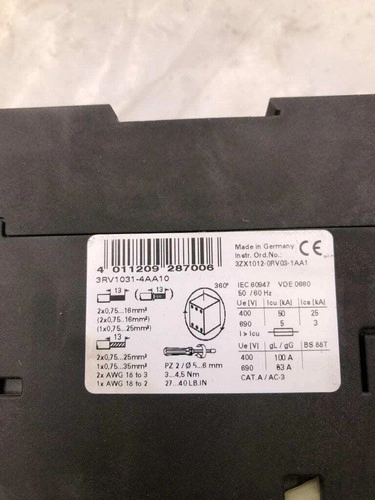 Made in Germany
Instr. Ord.No.:
3ZX1012-0RV03-1AA1
CE
4 011209 287006
3RV1031-4AA10
13
13
360°
IEC 60947 VDE 0660
50 / 60 Hz
2x0,75...16mm²
(2x0,75...16mm²)
(1x0,75...25mm²)
Ue [V] Icu [kA] Ics [kA]
400 50 25
690 5 3
I > Icu
13
Ue [V] gL / gG BS 88T
400 100 A
690 63 A
CAT.A / AC-3
2x0,75...25mm²
1x0,75...35mm²
2x AWG 18 to 3
1x AWG 18 to 2
PZ 2 / Ø 5...6 mm
3...4,5 Nm
27...40 LB.IN